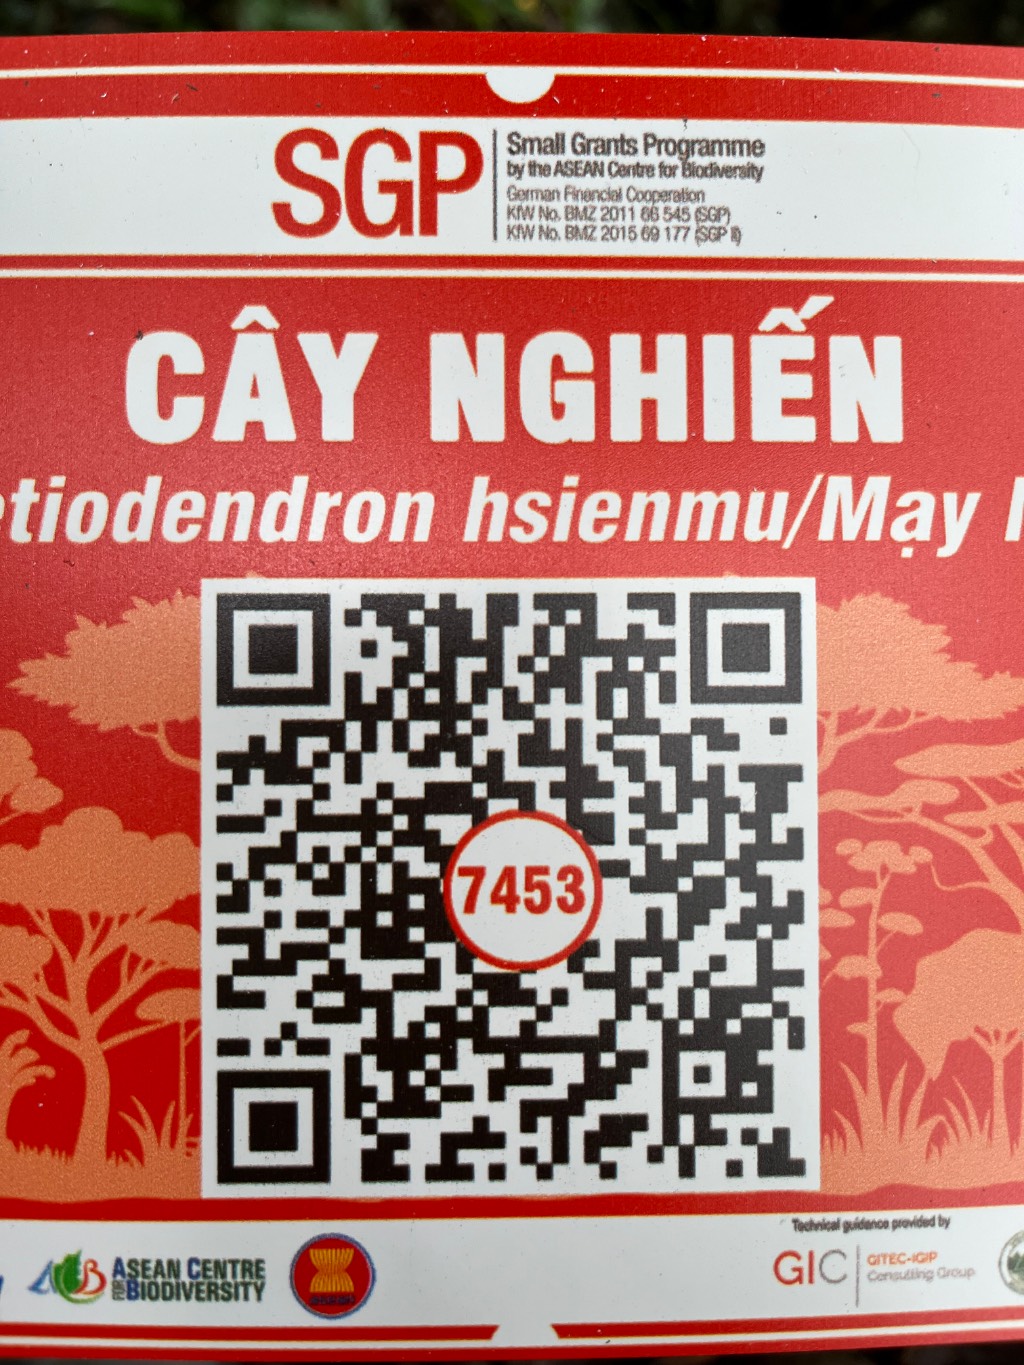 SGP
Small Grants Programme
by the ASEAN Centre for Biodiversity
German Financial Cooperation
KfW No. BMZ 2011 66 545 (SGP)
KfW No. BMZ 2015 69 177 (SGP II)
CÂY NGHIẾN
etiodendron hsienmu/Mạy
7453
ASEAN CENTRE
FOR BIODIVERSITY
Technical guidance provided by
GIC
GITEC-IGIP
Consulting Group